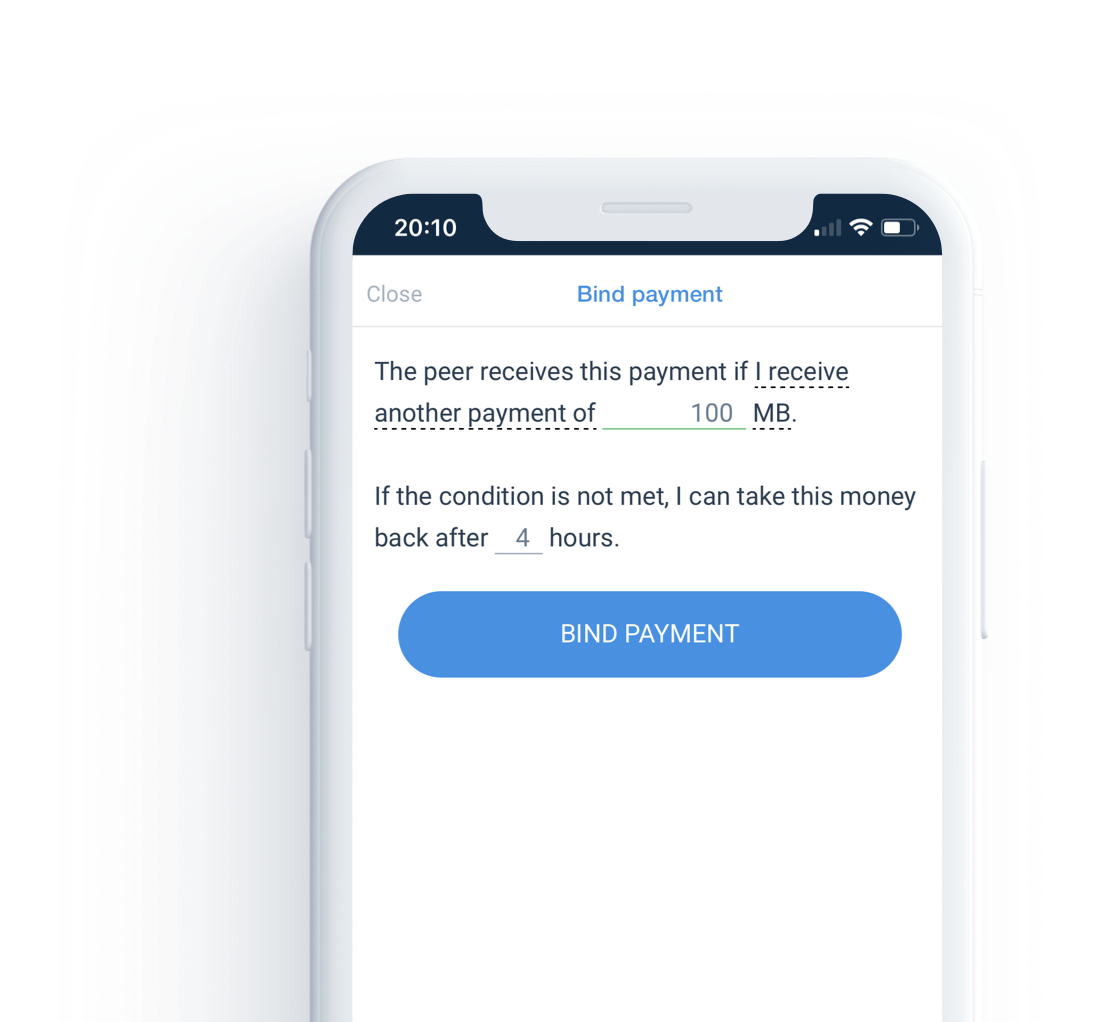 20:10
Close
Bind payment
The peer receives this payment if I receive
another payment of 100 MB.
If the condition is not met, I can take this money
back after 4 hours.
BIND PAYMENT